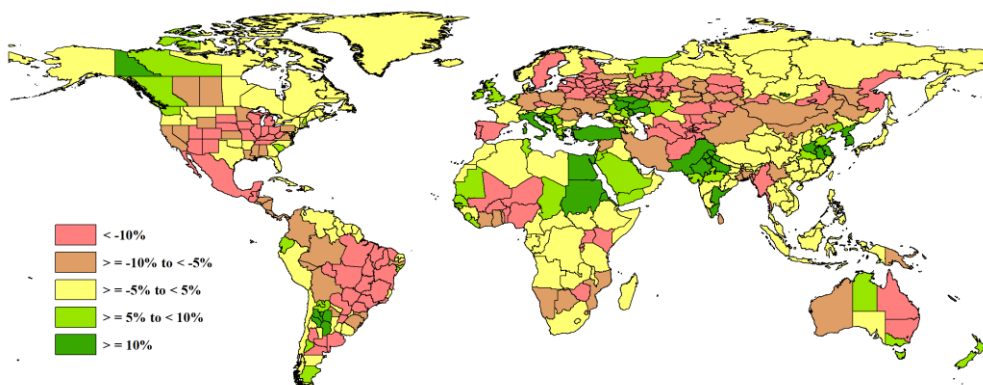 < -10%
> = -10% to < -5%
> = -5% to < 5%
> = 5% to < 10%
> = 10%